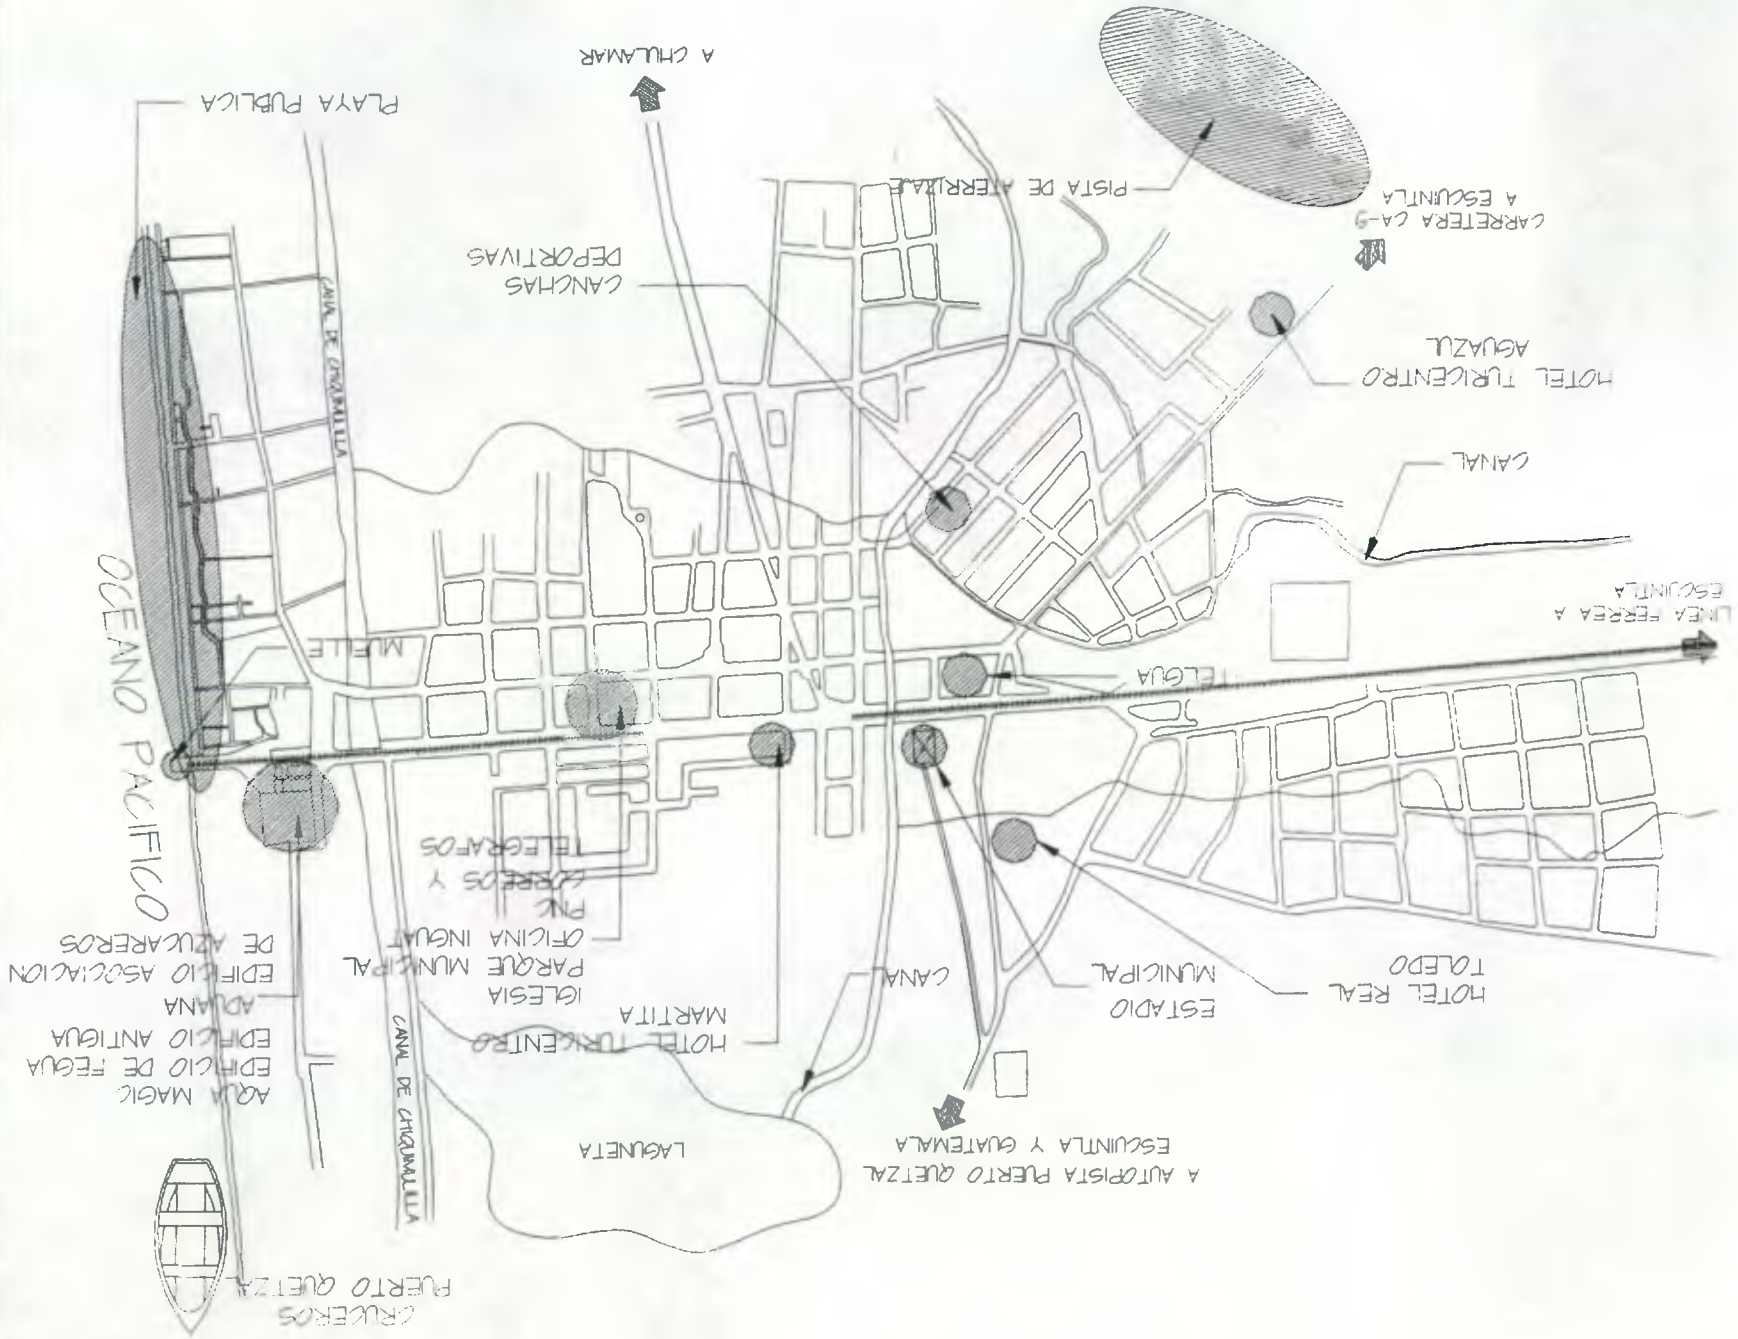 CRUCEROS
PUERTO QUETZAL
A AUTOPISTA PUERTO QUETZAL
ESCUINTLA Y GUATEMALA
LAGUNETA
CANAL DE CHIQUIMULILLA
AQUA MAGIC
EDIFICIO DE FEGUA
EDIFICIO ANTIGUA
ADUANA
EDIFICIO ASOCIACION
DE AZUCAREROS
HOTEL TURICENTRO
MARTITA
ESTADIO
MUNICIPAL
HOTEL REAL
TOLEDO
CANAL
IGLESIA
PARQUE MUNICIPAL
OFICINA INGUAT
PNC
CORREOS Y
TELEGRAFOS
OCEANO PACIFICO
TELGUA
MUELLE
LINEA FERREA A
ESCUINTLA
CANAL
HOTEL TURICENTRO
AGUAZUL
CANAL DE CHIQUIMULILLA
CANCHAS
DEPORTIVAS
CARRETERA CA-9
A ESCUINTLA
PISTA DE ATERRIZAJE
PLAYA PUBLICA
A CHULAMAR